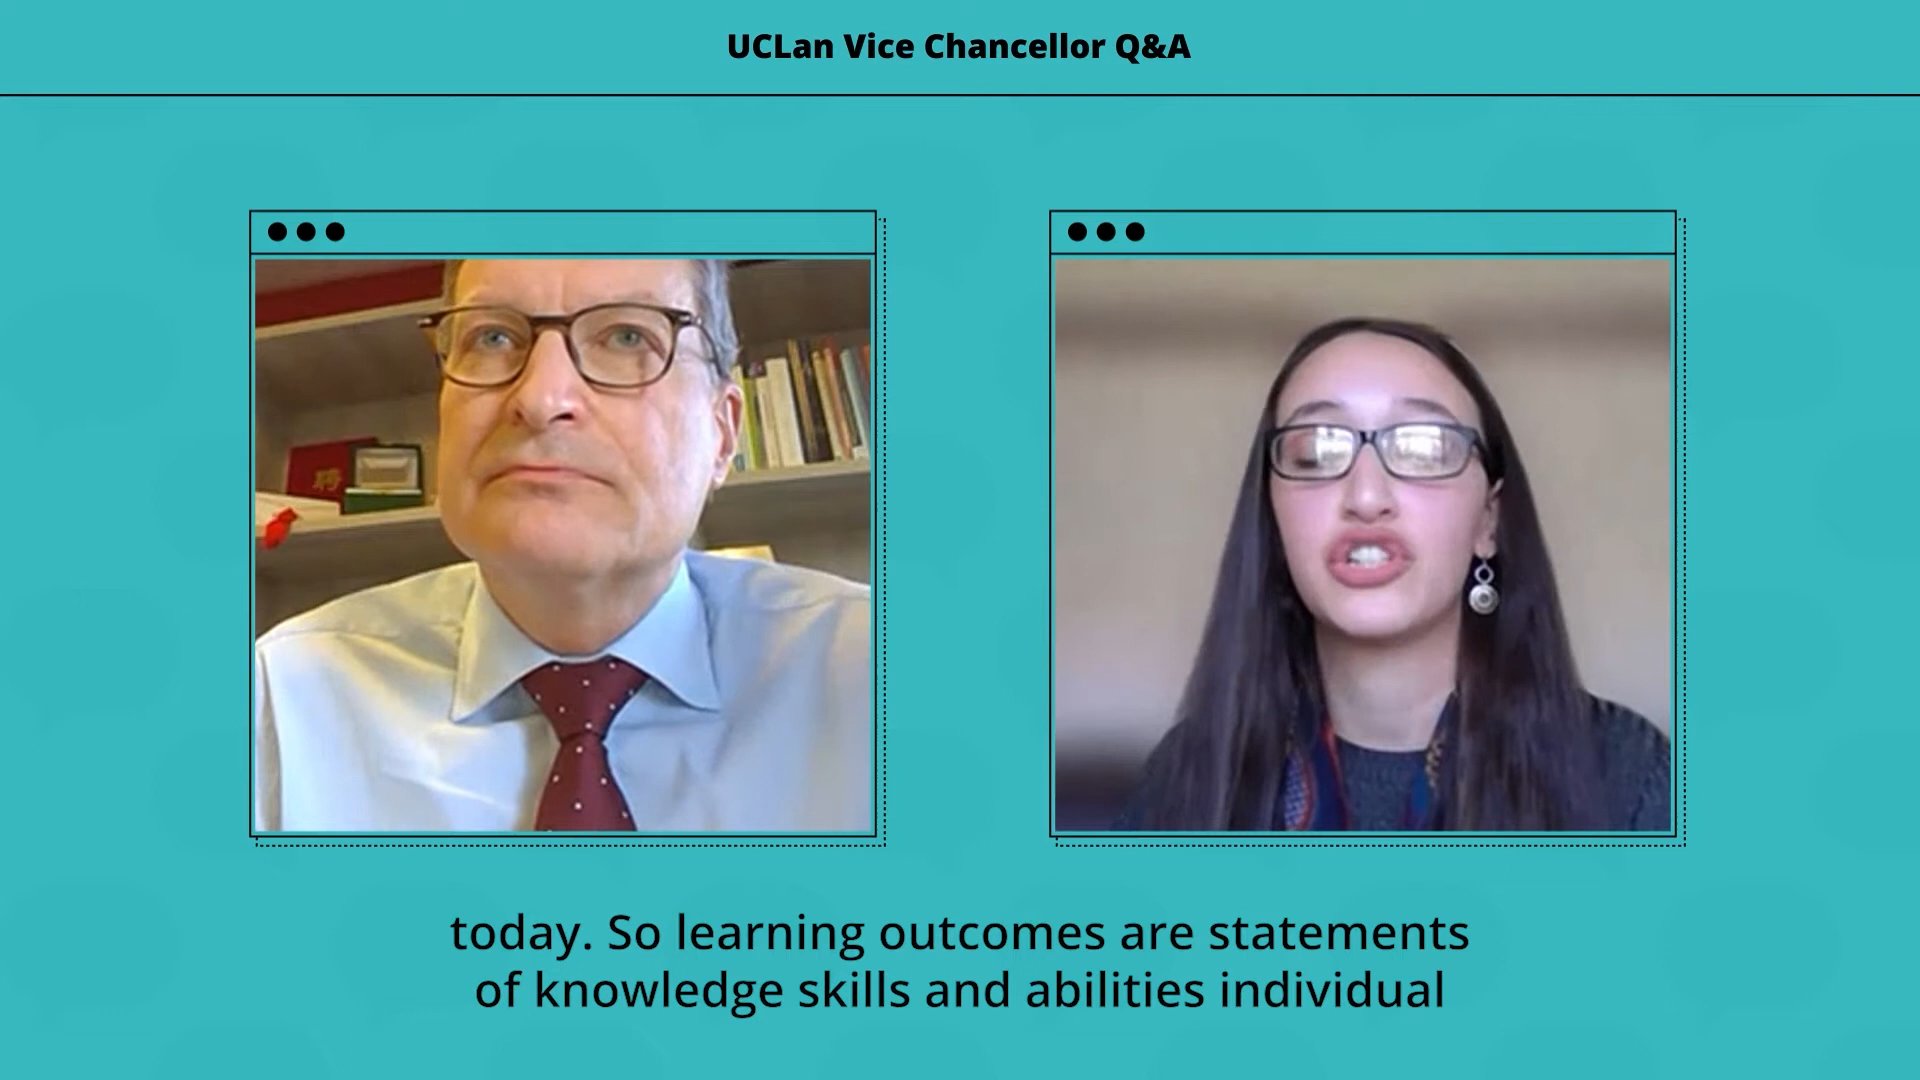 UCLan Vice Chancellor Q&A
today. So learning outcomes are statements
of knowledge skills and abilities individual